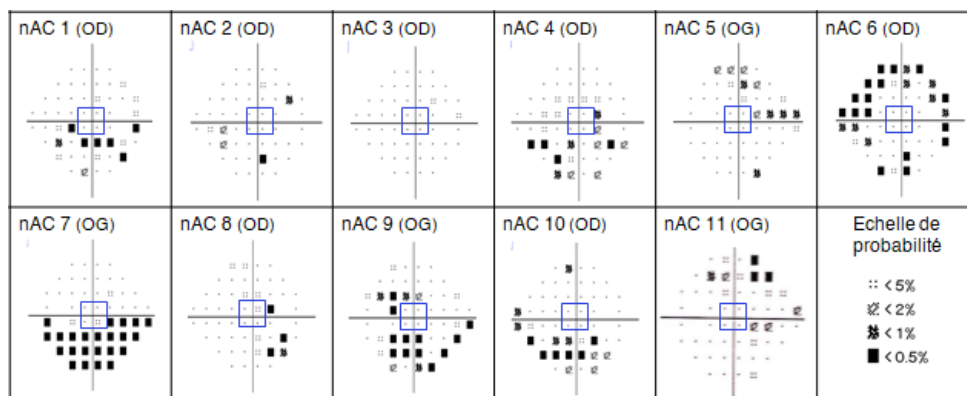 nAC 1 (OD)
nAC 2 (OD)
nAC 3 (OD)
nAC 4 (OD)
nAC 5 (OG)
nAC 6 (OD)
nAC 7 (OG)
nAC 8 (OD)
nAC 9 (OG)
nAC 10 (OD)
nAC 11 (OG)
Echelle de
probabilité
< 5%
< 2%
< 1%
< 0.5%